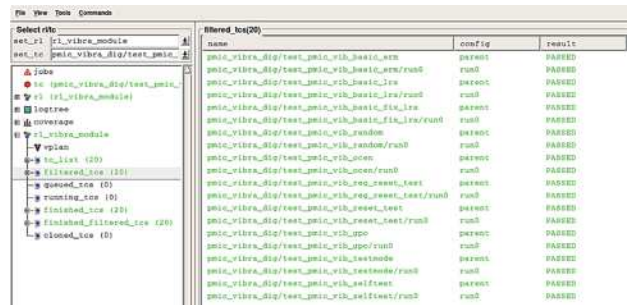 File View Tools Commands
Select rl/tc
set_rl rl_vibra_module
set_tc pmic_vibra_dig/test_pmic_
jobs
tc (pmic_vibra_dig/test_pmic_
rl (rl_vibra_module)
logtree
coverage
rl_vibra_module
vplan
tc_list (20)
filtered_tcs (20)
queued_tcs (0)
running_tcs (0)
finished_tcs (20)
finished_filtered_tcs (20)
cloned_tcs (0)
filtered_tcs(20)
name config result
pmic_vibra_dig/test_pmic_vib_basic_erm parent PASSED
pmic_vibra_dig/test_pmic_vib_basic_erm/run0 run0 PASSED
pmic_vibra_dig/test_pmic_vib_basic_lra parent PASSED
pmic_vibra_dig/test_pmic_vib_basic_lra/run0 run0 PASSED
pmic_vibra_dig/test_pmic_vib_basic_fix_lra parent PASSED
pmic_vibra_dig/test_pmic_vib_basic_fix_lra/run0 run0 PASSED
pmic_vibra_dig/test_pmic_vib_random parent PASSED
pmic_vibra_dig/test_pmic_vib_random/run0 run0 PASSED
pmic_vibra_dig/test_pmic_vib_ocen parent PASSED
pmic_vibra_dig/test_pmic_vib_ocen/run0 run0 PASSED
pmic_vibra_dig/test_pmic_vib_reg_reset_test parent PASSED
pmic_vibra_dig/test_pmic_vib_reg_reset_test/run0 run0 PASSED
pmic_vibra_dig/test_pmic_vib_reset_test parent PASSED
pmic_vibra_dig/test_pmic_vib_reset_test/run0 run0 PASSED
pmic_vibra_dig/test_pmic_vib_gpo parent PASSED
pmic_vibra_dig/test_pmic_vib_gpo/run0 run0 PASSED
pmic_vibra_dig/test_pmic_vib_testmode parent PASSED
pmic_vibra_dig/test_pmic_vib_testmode/run0 run0 PASSED
pmic_vibra_dig/test_pmic_vib_selftest parent PASSED
pmic_vibra_dig/test_pmic_vib_selftest/run0 run0 PASSED